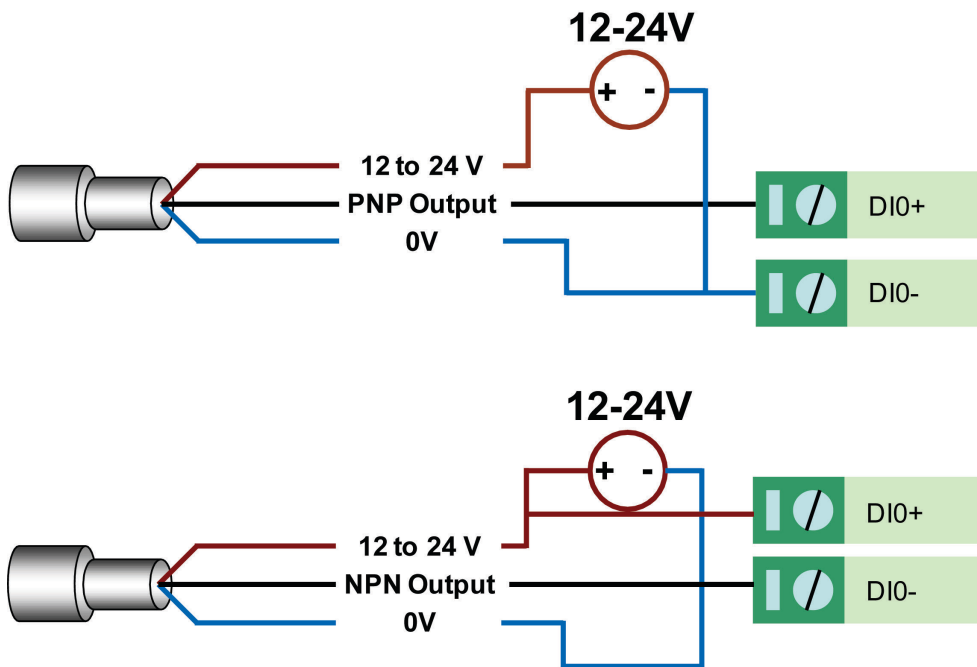 12-24V
+ -
12 to 24 V
PNP Output
0V
DI0+
DI0-
12-24V
+ -
12 to 24 V
NPN Output
0V
DI0+
DI0-